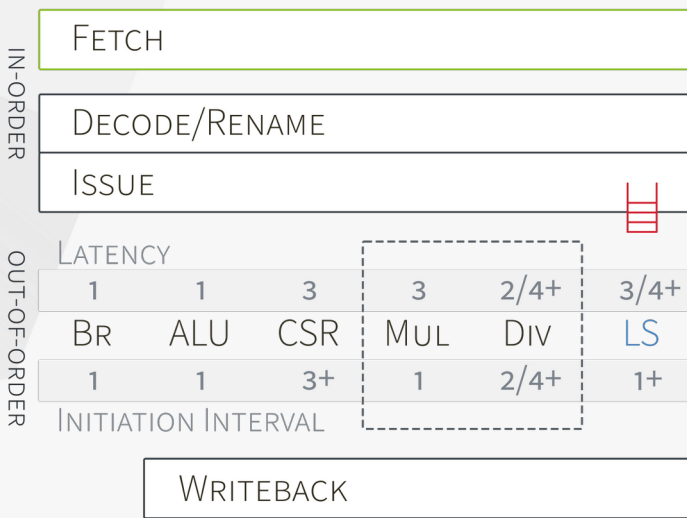 FETCH
IN-ORDER
DECODE/RENAME
ISSUE
LATENCY
1 1 3 3 2/4+ 3/4+
BR ALU CSR MUL DIV LS
1 1 3+ 1 2/4+ 1+
INITIATION INTERVAL
OUT-OF-ORDER
WRITEBACK